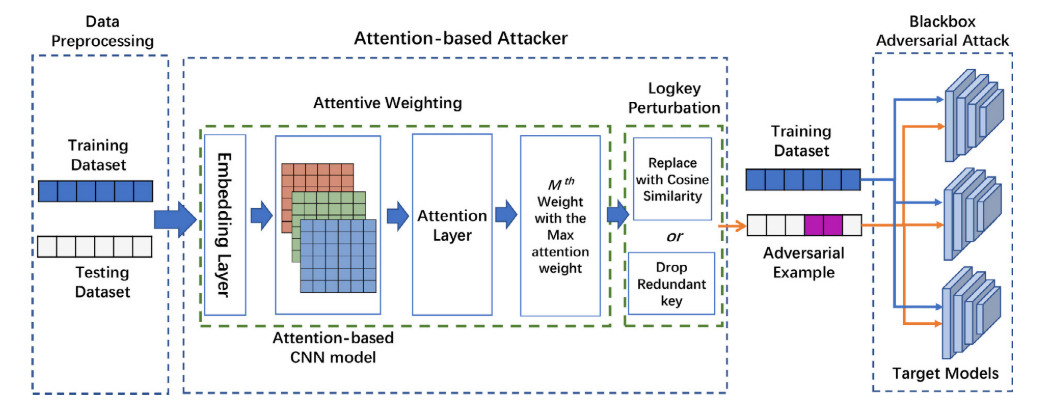 Data
Preprocessing
Training
Dataset
Testing
Dataset
Attention-based Attacker
Attentive Weighting
Embedding Layer
Attention
Layer
M th
Weight
with the
Max
attention
weight
Attention-based
CNN model
Logkey
Perturbation
Replace
with Cosine
Similarity
or
Drop
Redundant
key
Training
Dataset
Adversarial
Example
Blackbox
Adversarial Attack
Target Models